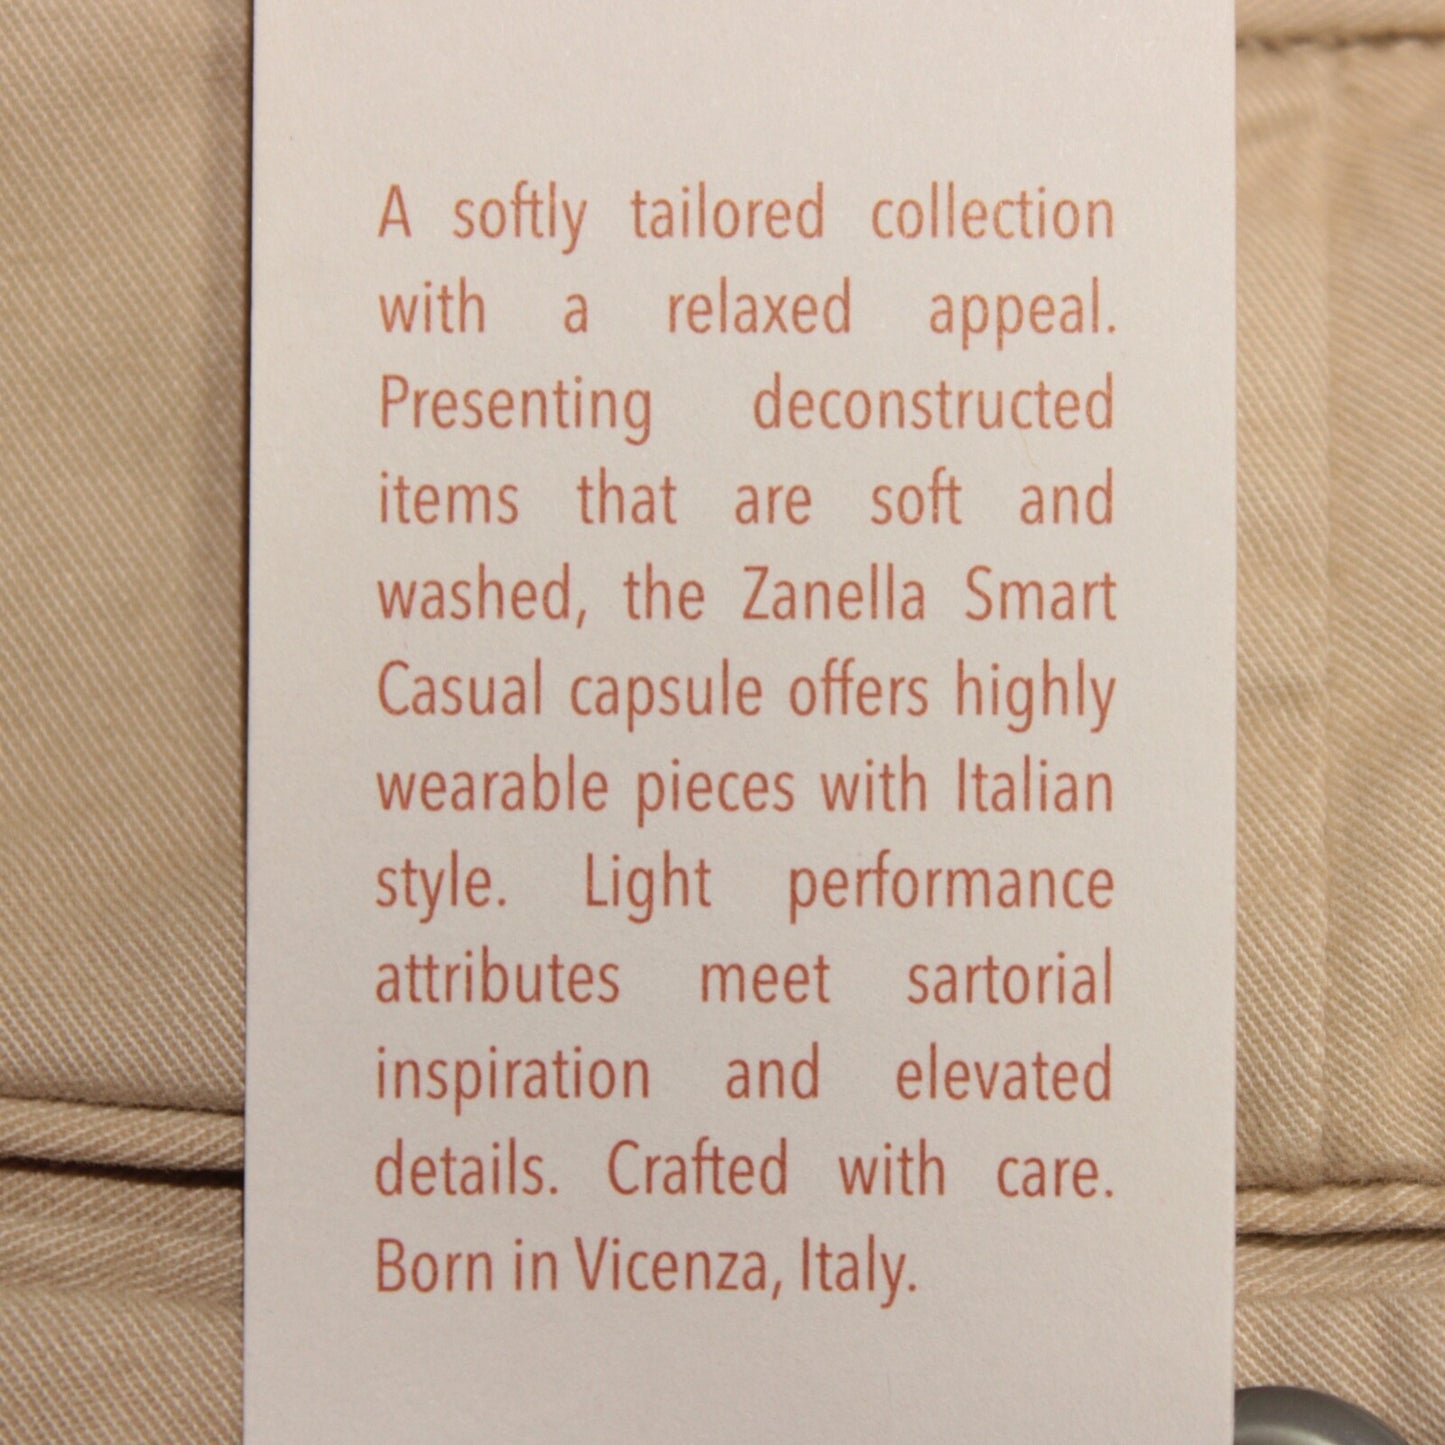 A softly tailored collection
with a relaxed appeal.
Presenting deconstructed
items that are soft and
washed, the Zanella Smart
Casual capsule offers highly
wearable pieces with Italian
style. Light performance
attributes meet sartorial
inspiration and elevated
details. Crafted with care.
Born in Vicenza, Italy.